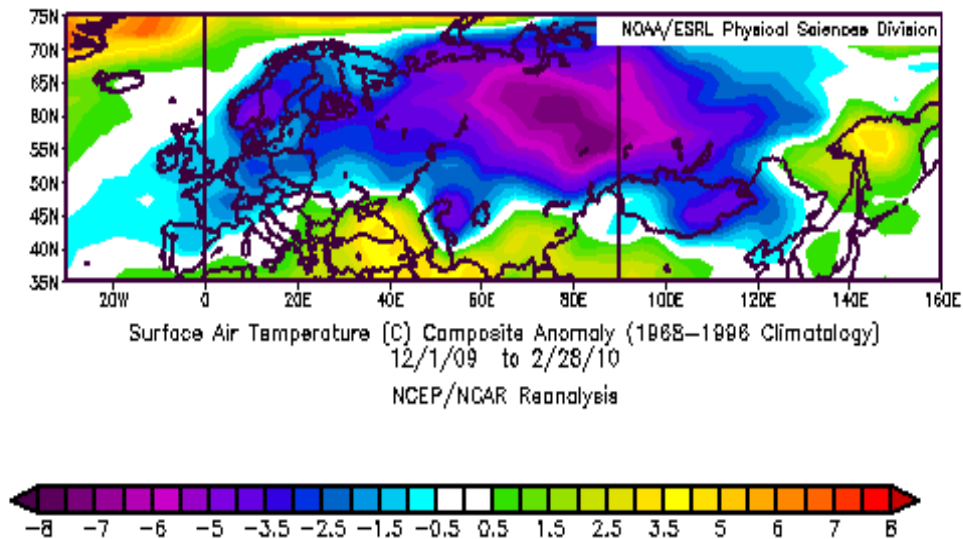 75N
NOAA/ESRL Physical Sciences Division
70N
65N
60N
55N
50N
45N
40N
35N
20W 0 20E 40E 60E 80E 100E 120E 140E 160E
Surface Air Temperature (C) Composite Anomaly (1968–1996 Climatology)
12/1/09 to 2/28/10
NCEP/NCAR Reanalysis
-8 -7 -6 -5 -3.5 -2.5 -1.5 -0.5 0.5 1.5 2.5 3.5 5 6 7 8